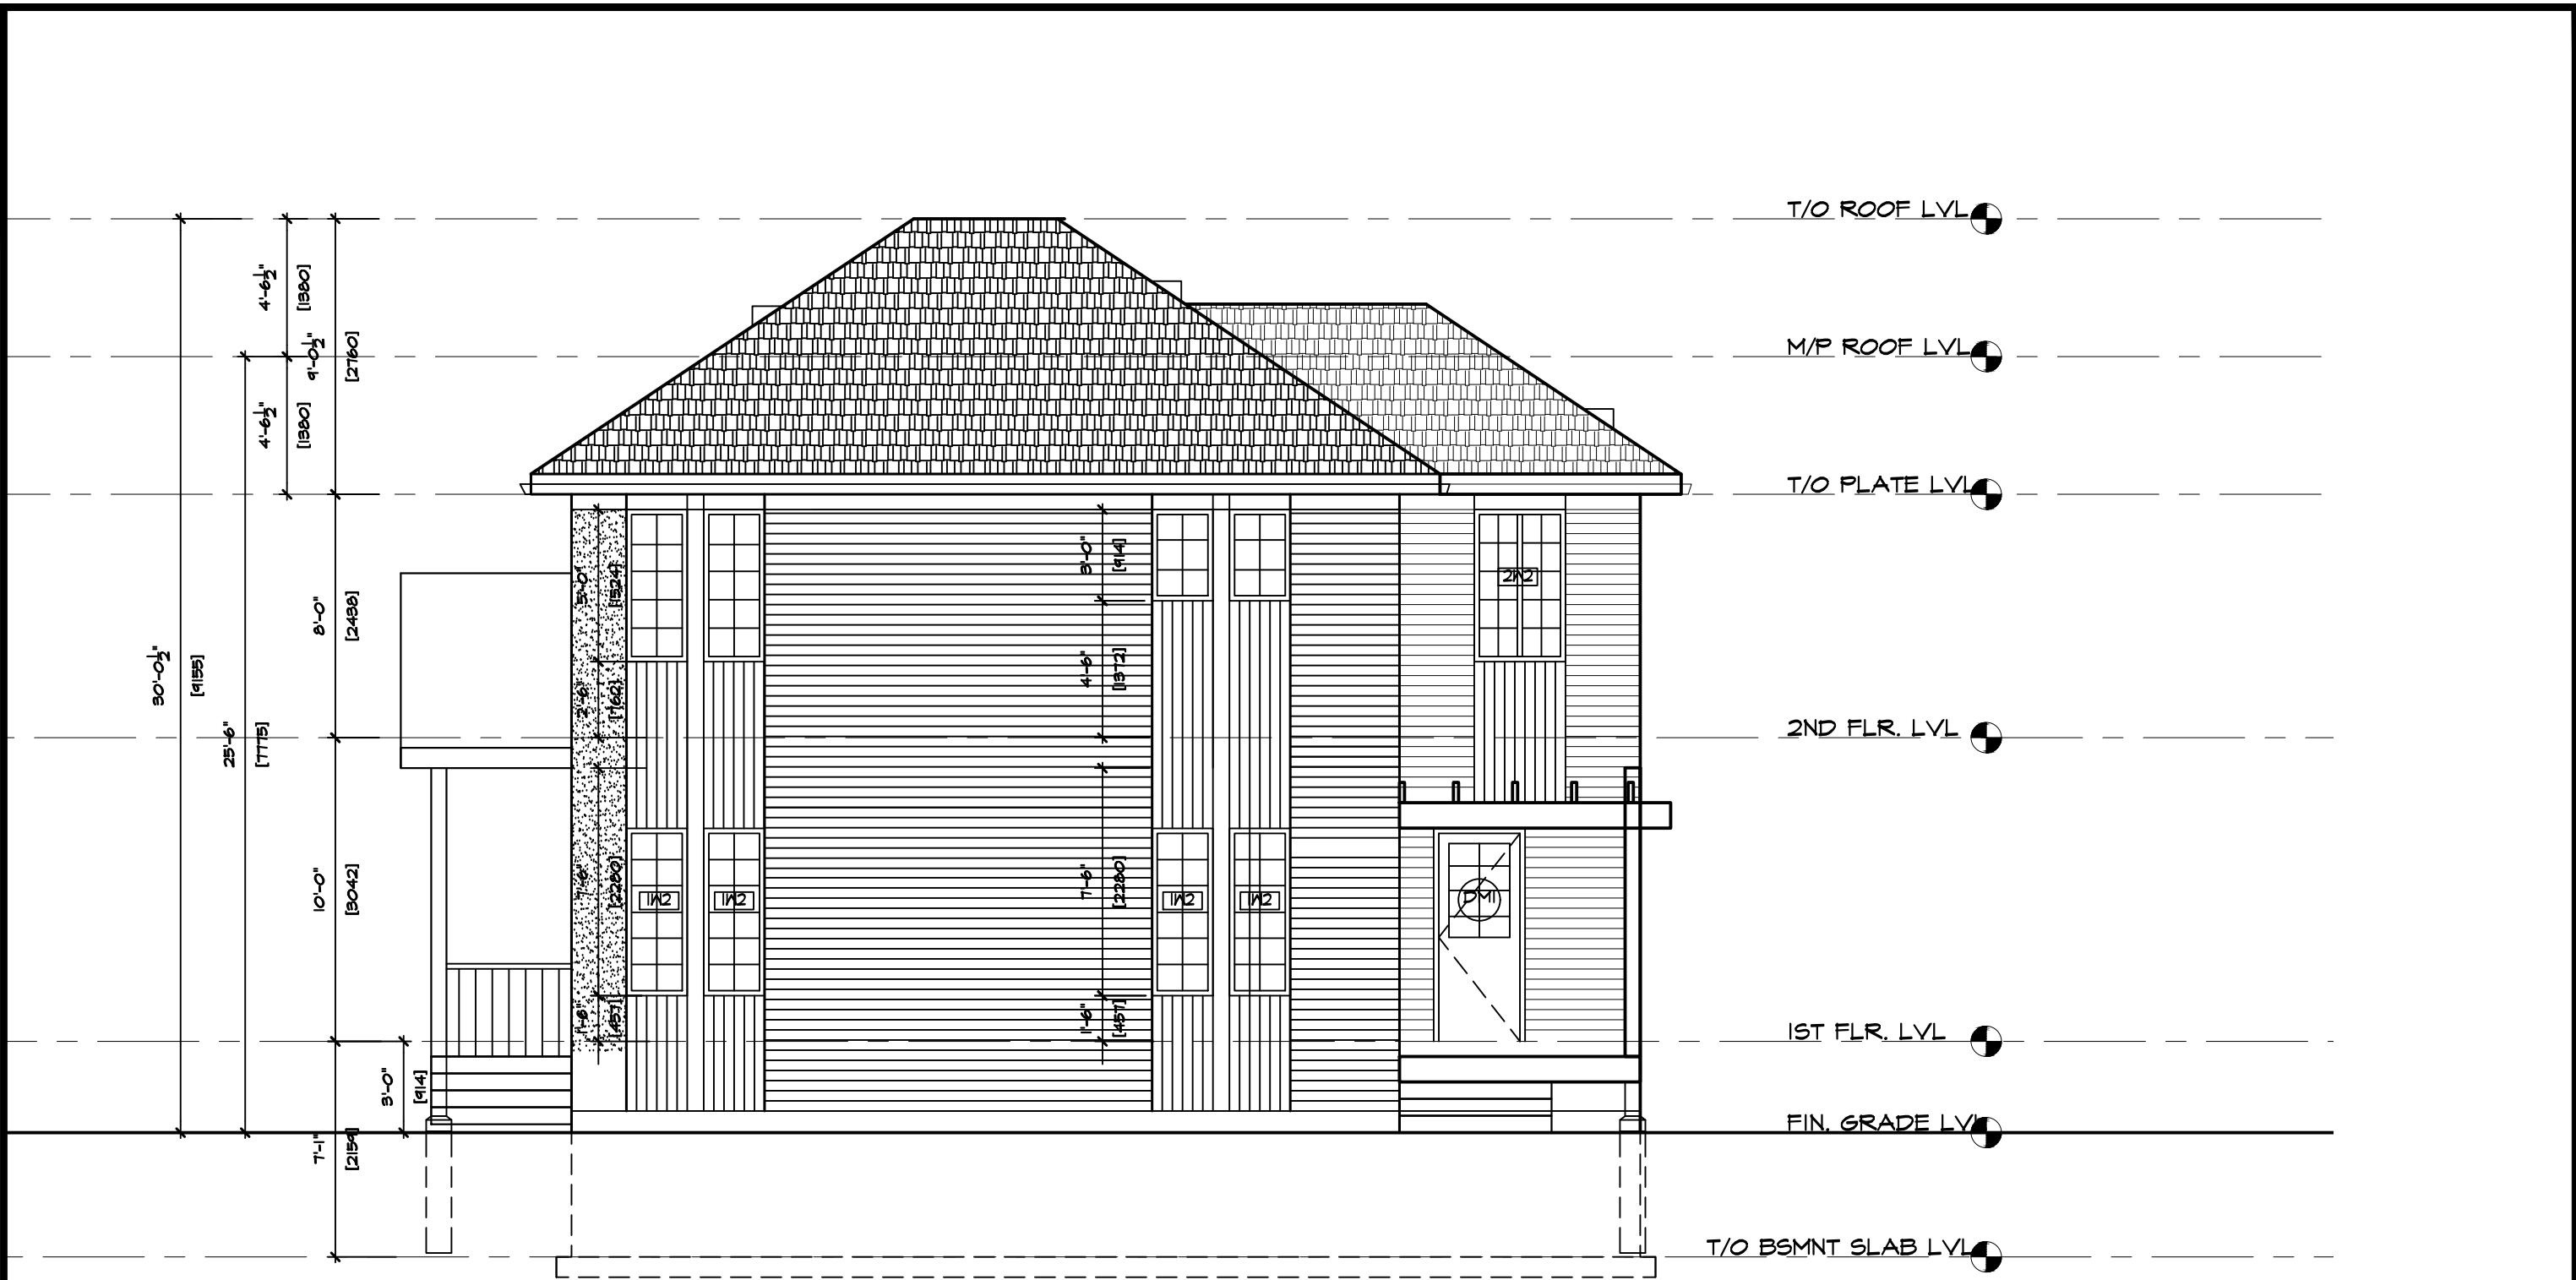 T/O ROOF LVL
M/P ROOF LVL
T/O PLATE LVL
2ND FLR. LVL
1ST FLR. LVL
FIN. GRADE LVL
T/O BSMNT SLAB LVL
30'-0½"
[9155]
25'-6"
[7775]
4'-6½"
[1380]
4'-6½"
[1380]
9'-0½"
[2760]
8'-0"
[2438]
10'-0"
[3042]
3'-0"
[914]
7'-1"
[2159]
5'-0"
[1524]
2'-6"
[762]
7'-6"
[2280]
1'-6"
[457]
3'-0"
[914]
4'-6"
[1372]
7'-6"
[2280]
1'-6"
[457]
2W2
1W2
1W2
1W2
1W2
DM1